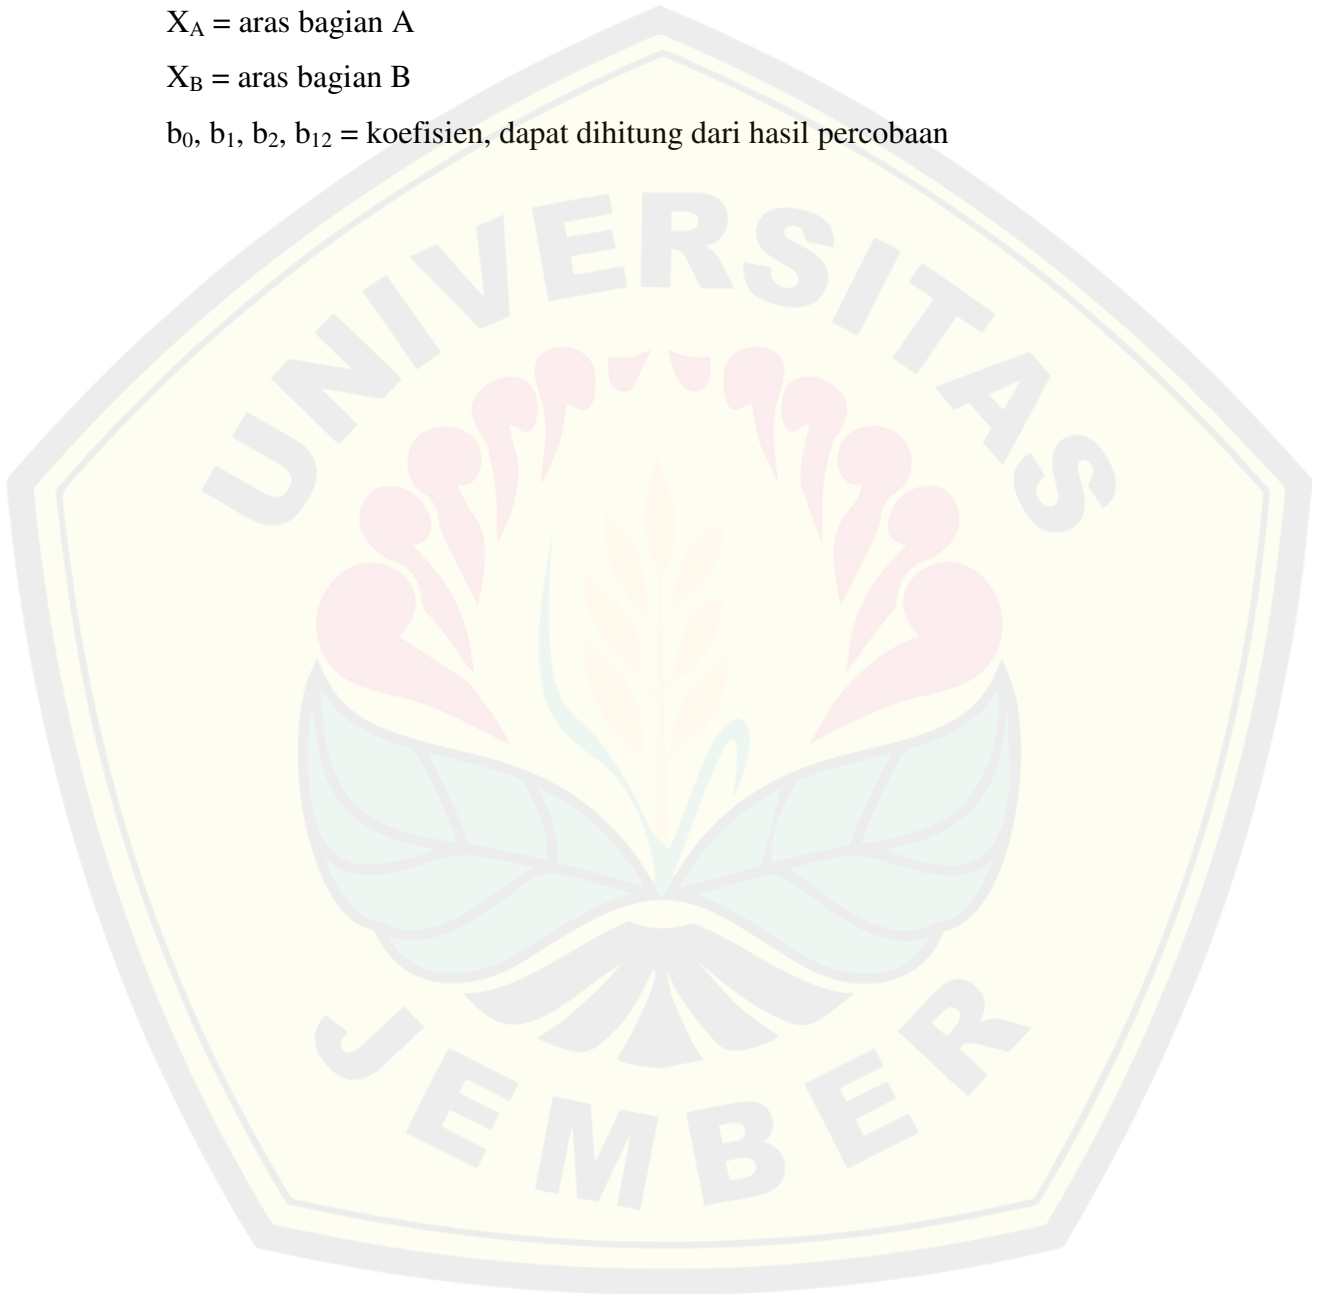 X_A = aras bagian A
X_B = aras bagian B
b_0, b_1, b_2, b_12 = koefisien, dapat dihitung dari hasil percobaan
UNIVERSITAS
JEMBER